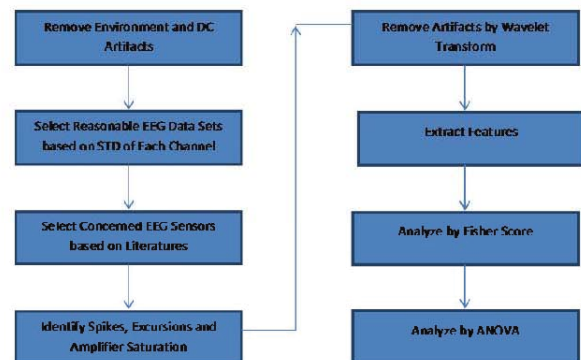 Remove Environment and DC
Artifacts
Select Reasonable EEG Data Sets
based on STD of Each Channel
Select Concerned EEG Sensors
based on Literatures
Identify Spikes, Excursions and
Amplifier Saturation
Remove Artifacts by Wavelet
Transform
Extract Features
Analyze by Fisher Score
Analyze by ANOVA